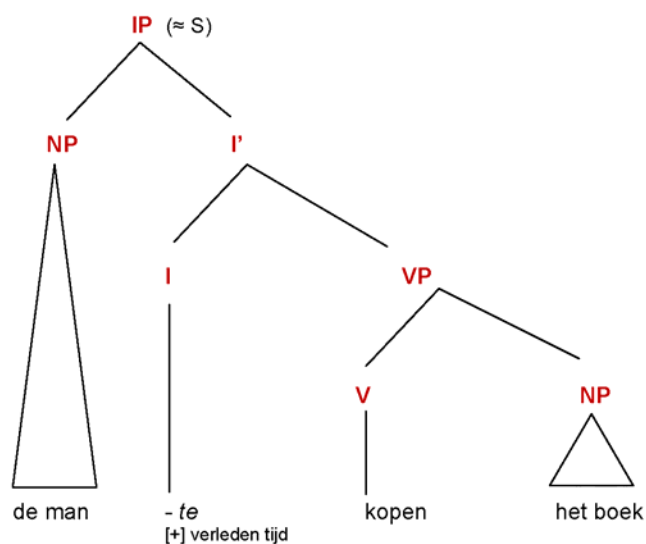 IP (≈ S)
NP I’
I VP
V NP
de man - te kopen het boek
[+] verleden tijd